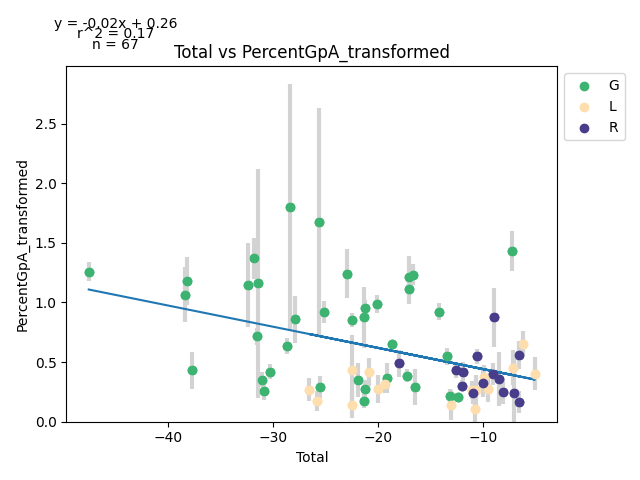 y = -0.02x + 0.26
r^2 = 0.17
n = 67
Total vs PercentGpA_transformed
G
L
R
PercentGpA_transformed
2.5
2.0
1.5
1.0
0.5
0.0
−40
−30
−20
−10
Total